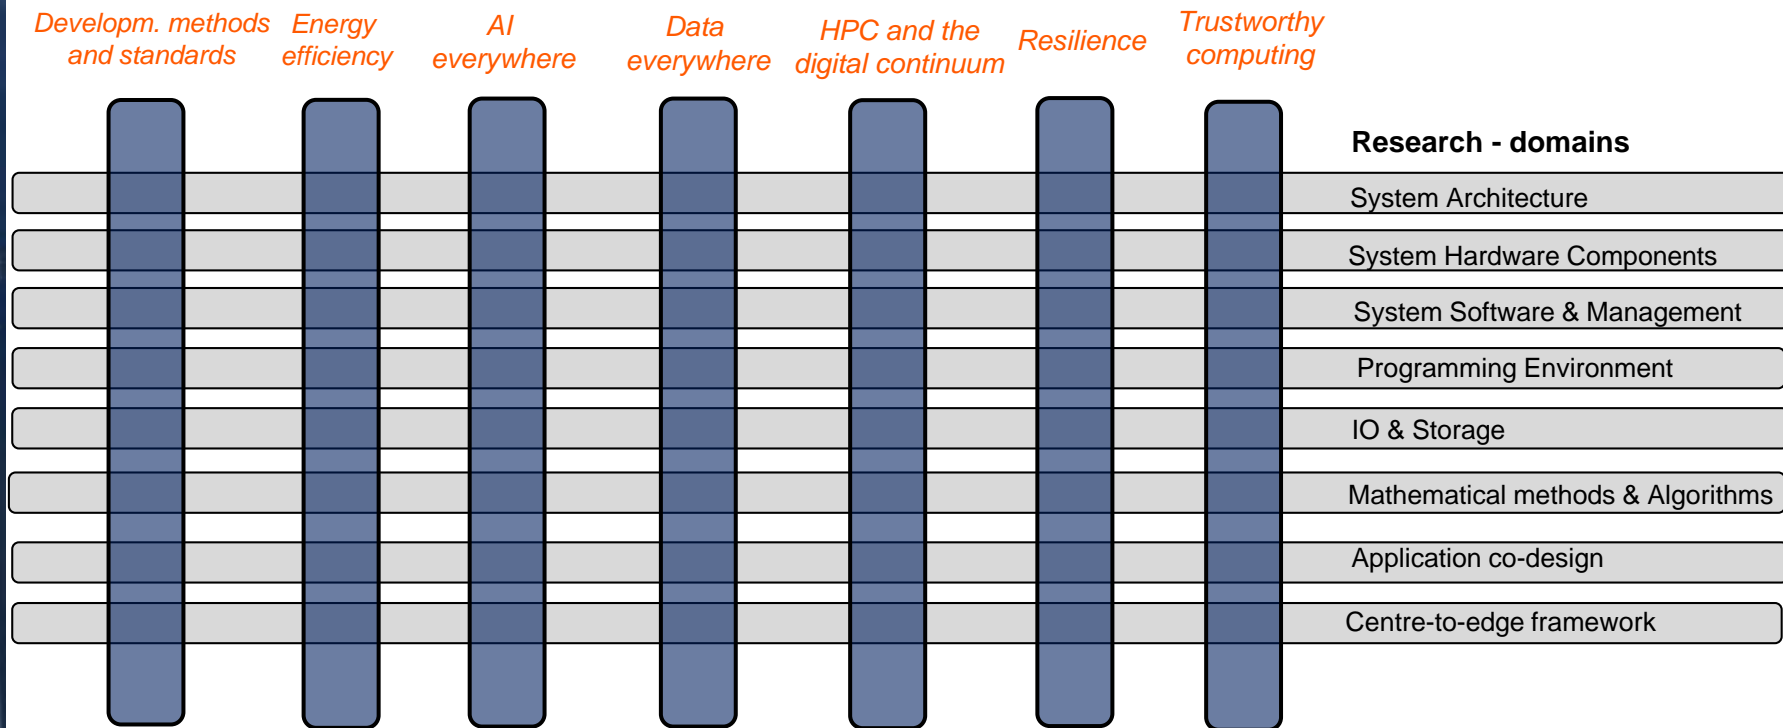 Developm. methods
and standards
Energy
efficiency
AI
everywhere
Data
everywhere
HPC and the
digital continuum
Resilience
Trustworthy
computing
Research - domains
System Architecture
System Hardware Components
System Software & Management
Programming Environment
IO & Storage
Mathematical methods & Algorithms
Application co-design
Centre-to-edge framework